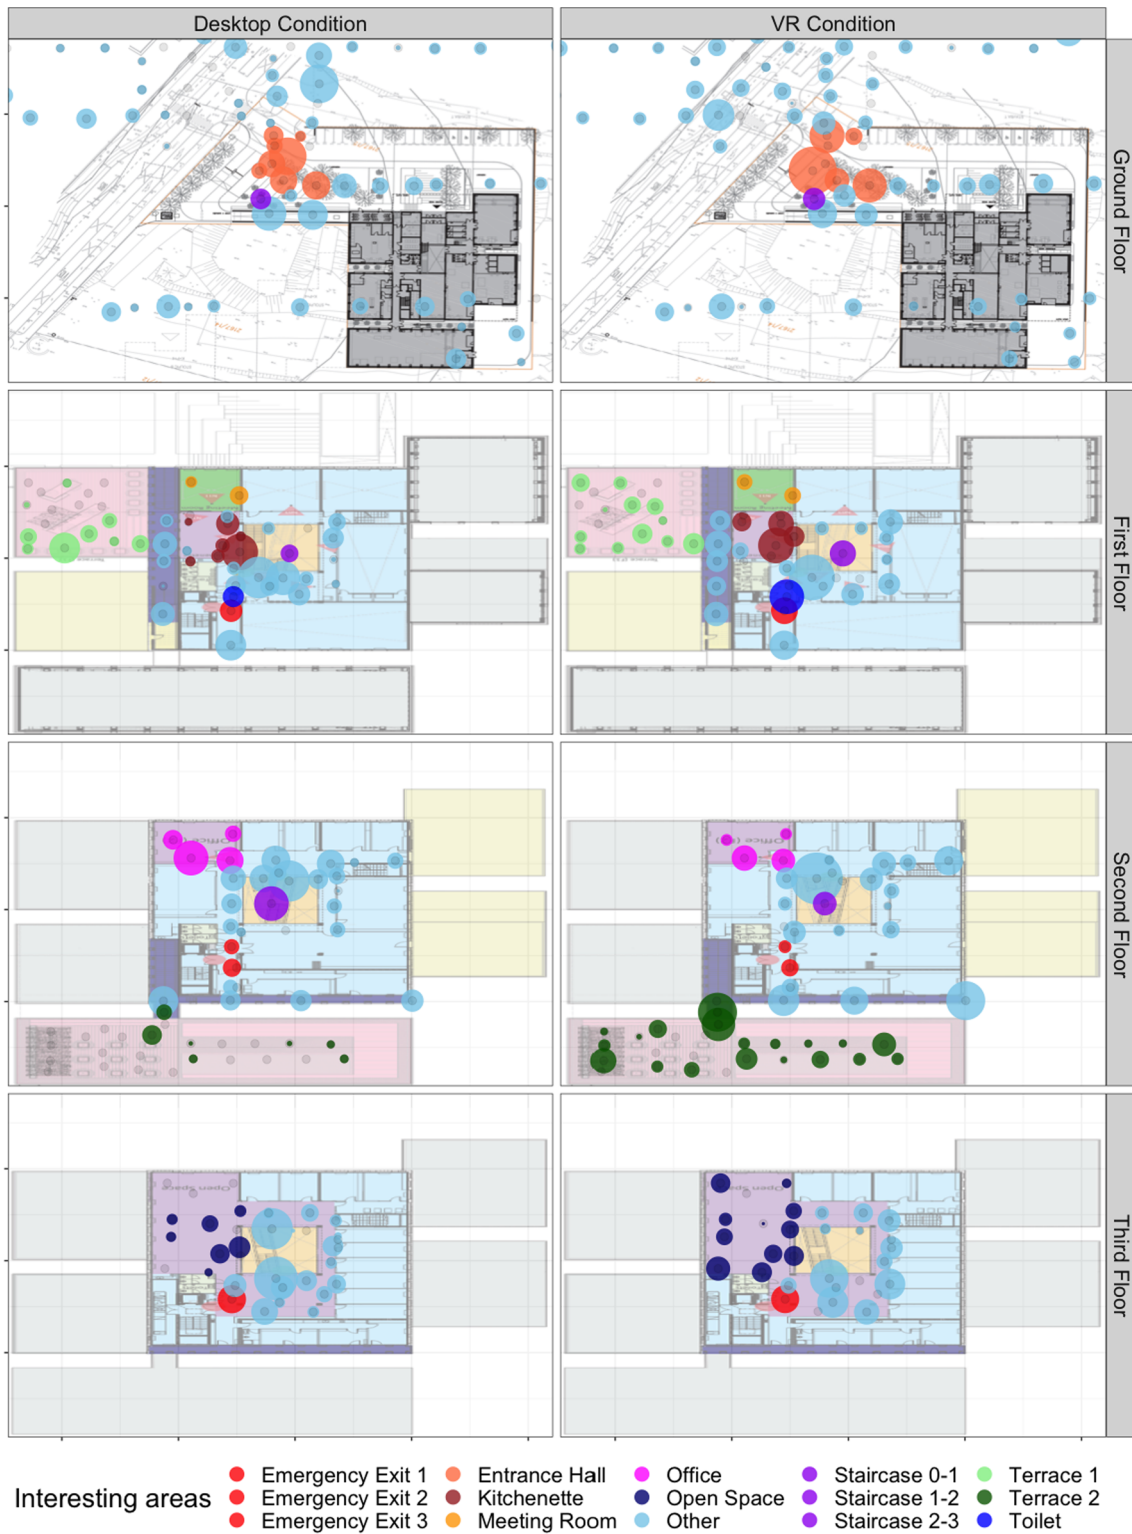 Desktop Condition VR Condition
Ground Floor
First Floor
Second Floor
Third Floor
Interesting areas
Emergency Exit 1 Entrance Hall Office Staircase 0-1 Terrace 1
Emergency Exit 2 Kitchenette Open Space Staircase 1-2 Terrace 2
Emergency Exit 3 Meeting Room Other Staircase 2-3 Toilet